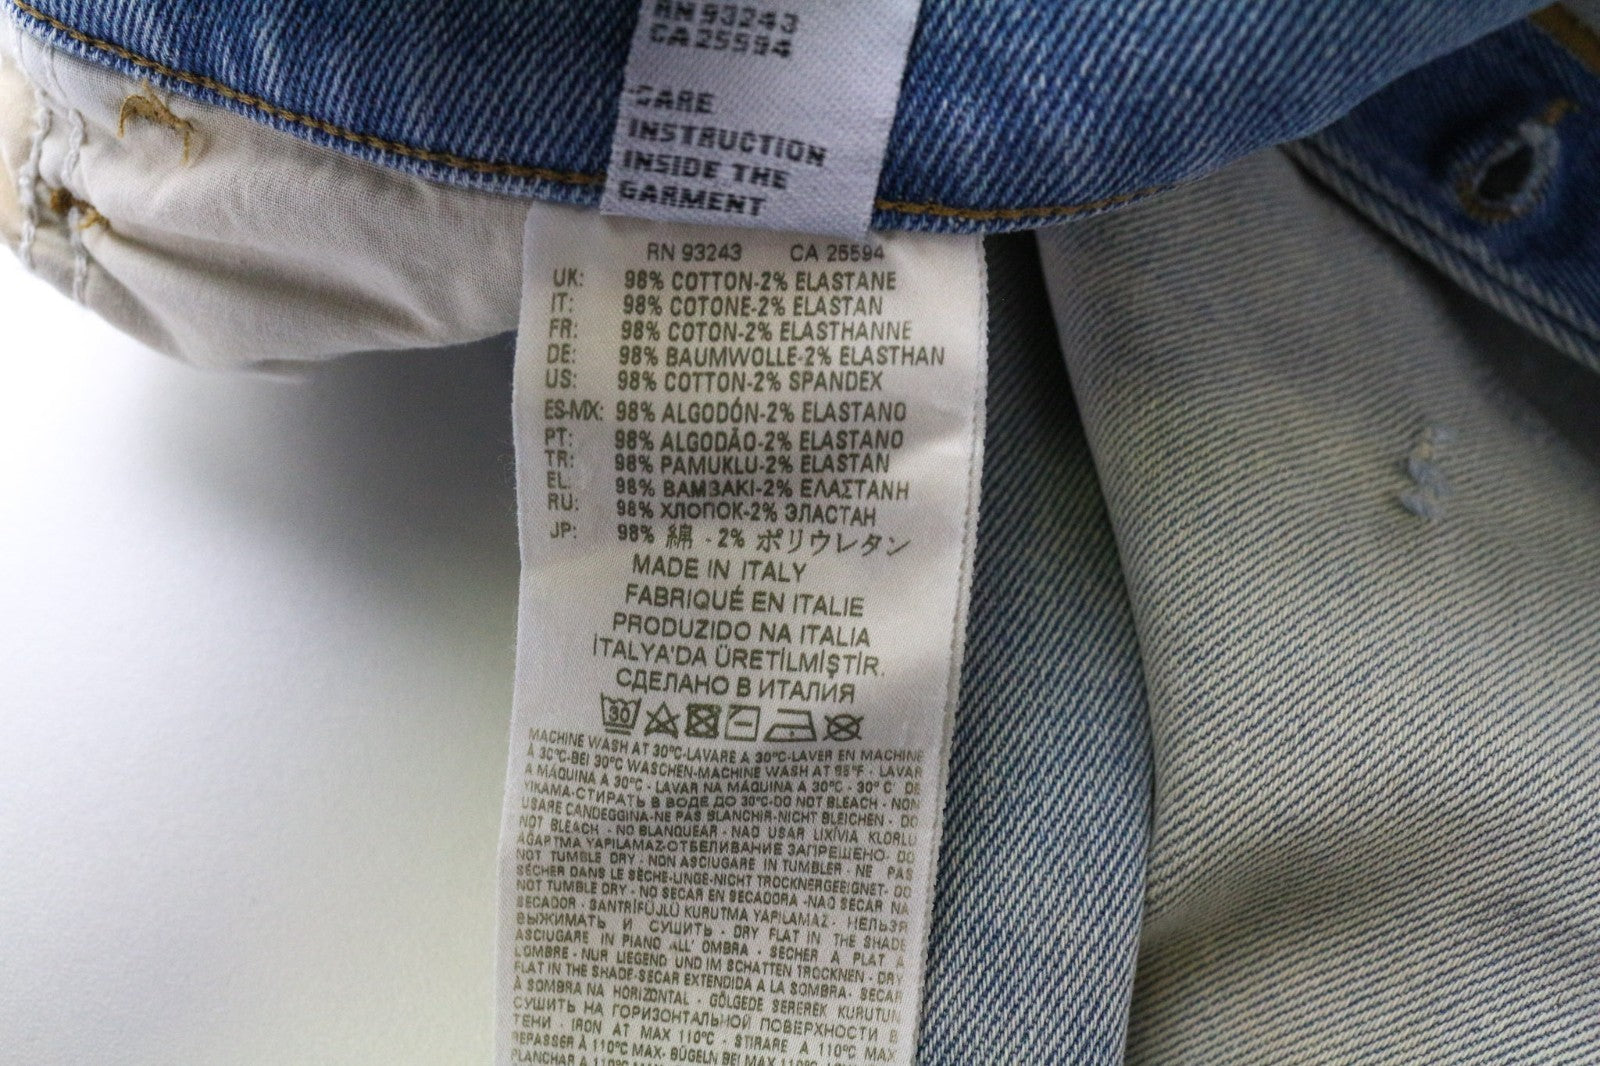 RN 93243
CA 25594
CARE
INSTRUCTION
INSIDE THE
GARMENT
RN 93243 CA 25594
UK: 98% COTTON-2% ELASTANE
IT: 98% COTONE-2% ELASTAN
FR: 98% COTON-2% ELASTHANNE
DE: 98% BAUMWOLLE-2% ELASTHAN
US: 98% COTTON-2% SPANDEX
ES-MX: 98% ALGODÓN-2% ELASTANO
PT: 98% ALGODÃO-2% ELASTANO
TR: 98% PAMUKLU-2% ELASTAN
EL: 98% ΒΑΜΒΑΚΙ-2% ΕΛΑΣΤΑΝΗ
RU: 98% ХЛОПОК-2% ЭЛАСТАН
JP: 98% 綿 - 2% ポリウレタン
MADE IN ITALY
FABRIQUÉ EN ITALIE
PRODUZIDO NA ITALIA
İTALYA'DA ÜRETİLMİŞTİR.
СДЕЛАНО В ИТАЛИЯ
30
MACHINE WASH AT 30°C-LAVARE A 30°C-LAVER EN MACHINE
À 30°C-BEI 30°C WASCHEN-MACHINE WASH AT 86°F - LAVAR
A MÁQUINA A 30°C - LAVAR NA MÁQUINA A 30°C - 30° C' DE
YIKAMA-СТИРАТЬ В ВОДЕ ДО 30°C-DO NOT BLEACH - NON
USARE CANDEGGINA-NE PAS BLANCHIR-NICHT BLEICHEN - DO
NOT BLEACH - NO BLANQUEAR - NAO USAR LIXÍVIA KLORLU
AĞARTMA YAPILAMAZ-ОТБЕЛИВАНИЕ ЗАПРЕЩЕНО- DO
NOT TUMBLE DRY - NON ASCIUGARE IN TUMBLER - NE PAS
SÉCHER DANS LE SÈCHE-LINGE-NICHT TROCKNERGEEIGNET- DO
NOT TUMBLE DRY - NO SECAR EN SECADORA -NAO SECAR NA
SECADOR - SANTRİFÜJLÜ KURUTMA YAPILAMAZ - НЕЛЬЗЯ
ВЫЖИМАТЬ И СУШИТЬ - DRY FLAT IN THE SHADE
ASCIUGARE IN PIANO ALL' OMBRA - SÉCHER À PLAT À
L'OMBRE - NUR LIEGEND UND IM SCHATTEN TROCKNEN - DRY
FLAT IN THE SHADE-SECAR EXTENDIDA A LA SOMBRA- SECAR
À SOMBRA NA HORIZONTAL - GÖLGEDE SEREREK KURUTUN
СУШИТЬ НА ГОРИЗОНТАЛЬНОЙ ПОВЕРХНОСТИ В
ТЕНИ - IRON AT MAX 110°C - STIRARE A 110°C MAX
REPASSER À 110°C MAX- BÜGELN BEI MAX 110°C
PLANCHAR A 110°C MAX